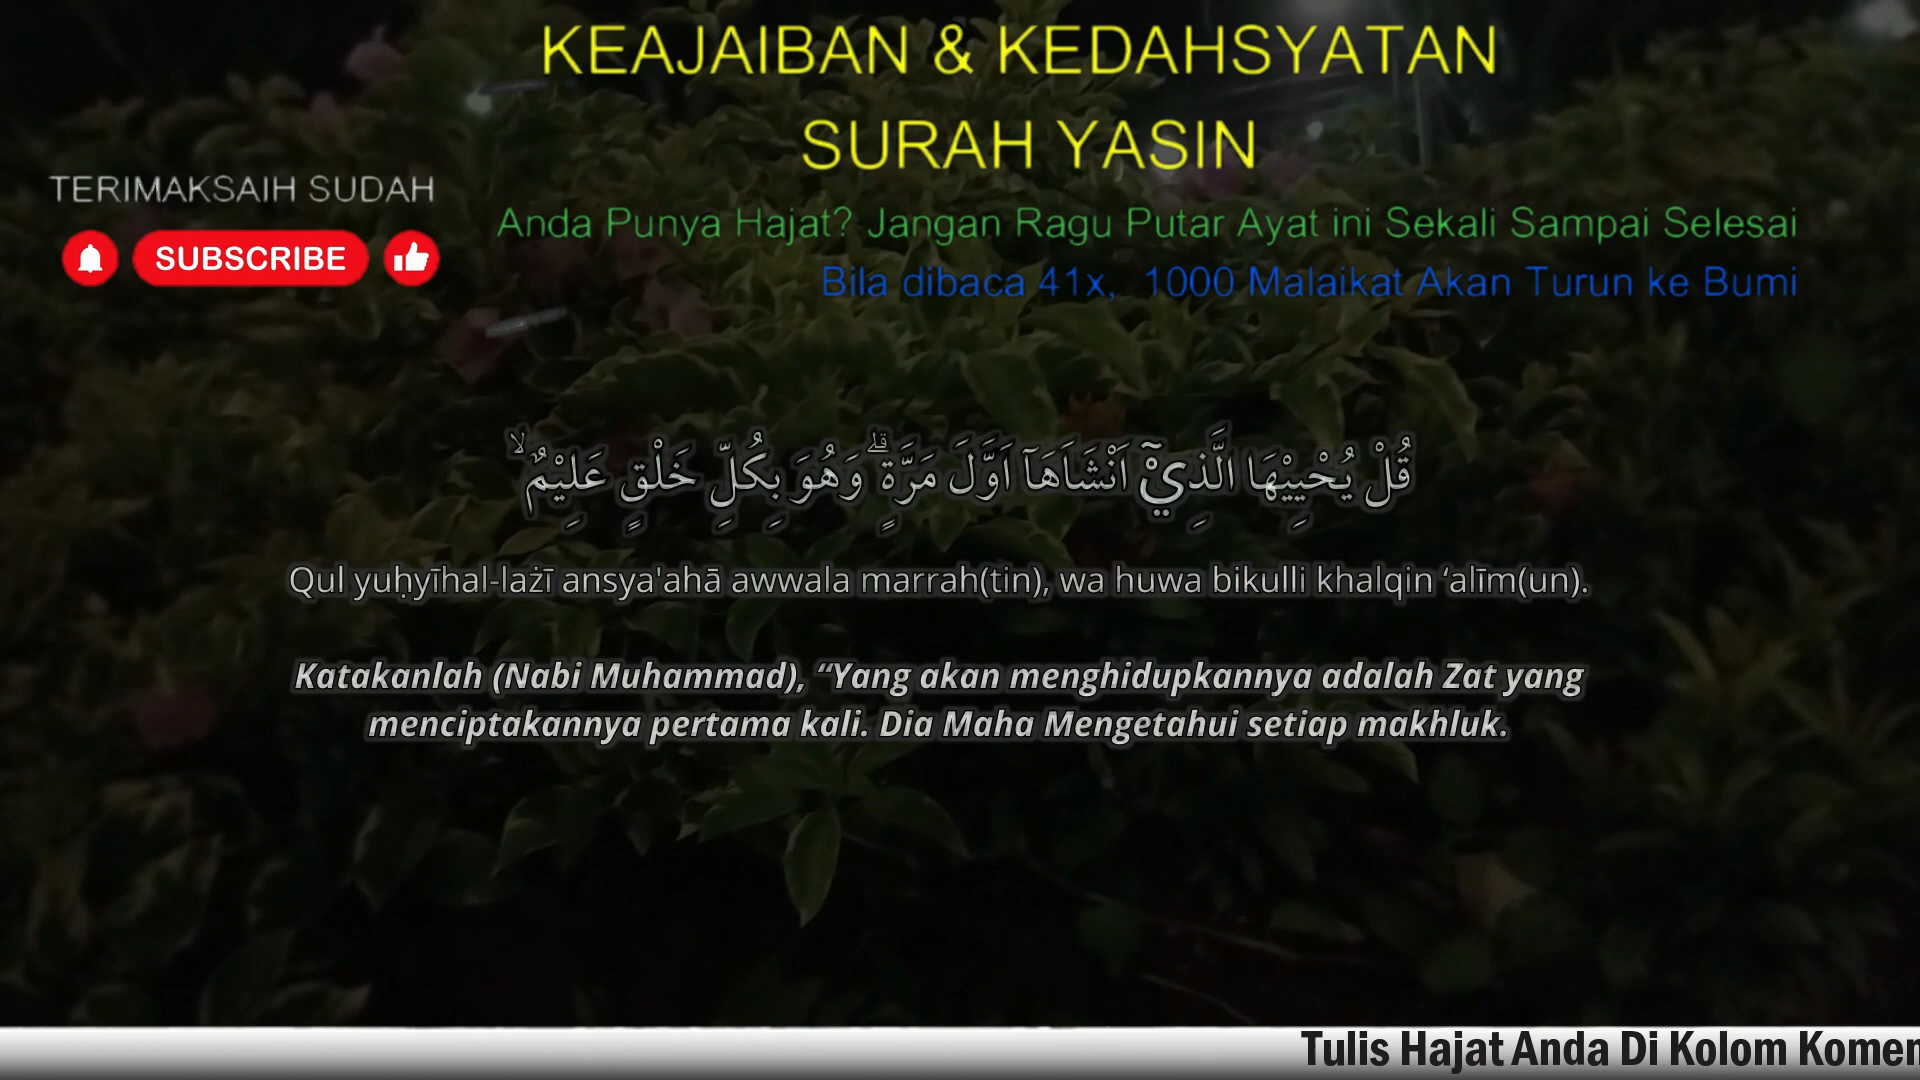 KEAJAIBAN & KEDAHSYATAN
SURAH YASIN
TERIMAKSAIH SUDAH
SUBSCRIBE
Anda Punya Hajat? Jangan Ragu Putar Ayat ini Sekali Sampai Selesai
Bila dibaca 41x, 1000 Malaikat Akan Turun ke Bumi
قُلْ يُحْيِيْهَا الَّذِيْٓ اَنْشَاَهَآ اَوَّلَ مَرَّةٍ ۗوَهُوَ بِكُلِّ خَلْقٍ عَلِيْمٌ ۙ
Qul yuḥyīhal-lażī ansya'ahā awwala marrah(tin), wa huwa bikulli khalqin ‘alīm(un).
Katakanlah (Nabi Muhammad), “Yang akan menghidupkannya adalah Zat yang
menciptakannya pertama kali. Dia Maha Mengetahui setiap makhluk.
Tulis Hajat Anda Di Kolom Komen